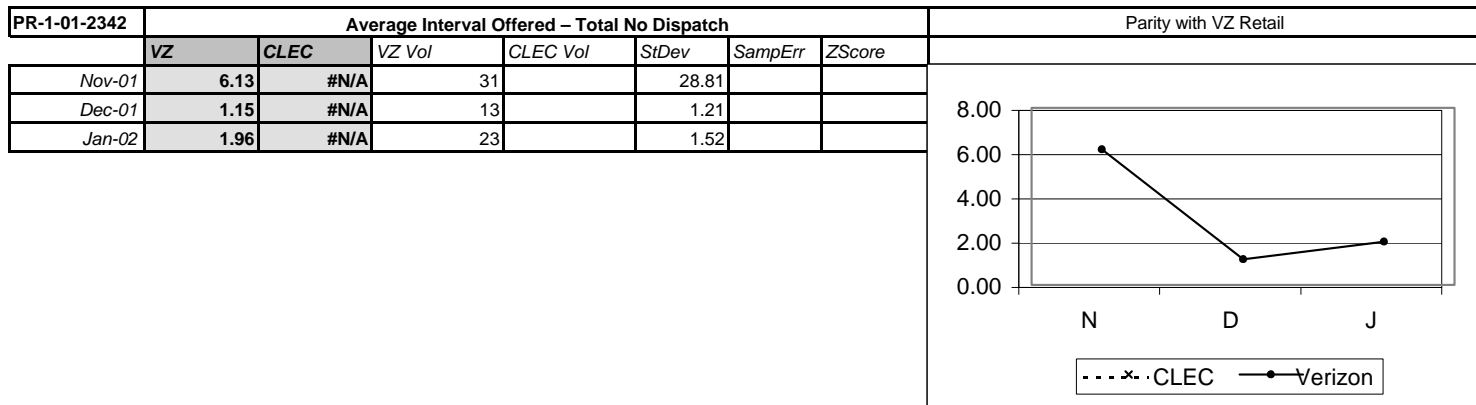 PR-1-01-2342 Average Interval Offered – Total No Dispatch Parity with VZ Retail
VZ CLEC VZ Vol CLEC Vol StDev SampErr ZScore
Nov-01 6.13 #N/A 31 28.81
Dec-01 1.15 #N/A 13 1.21
Jan-02 1.96 #N/A 23 1.52
8.00
6.00
4.00
2.00
0.00
N D J
CLEC Verizon